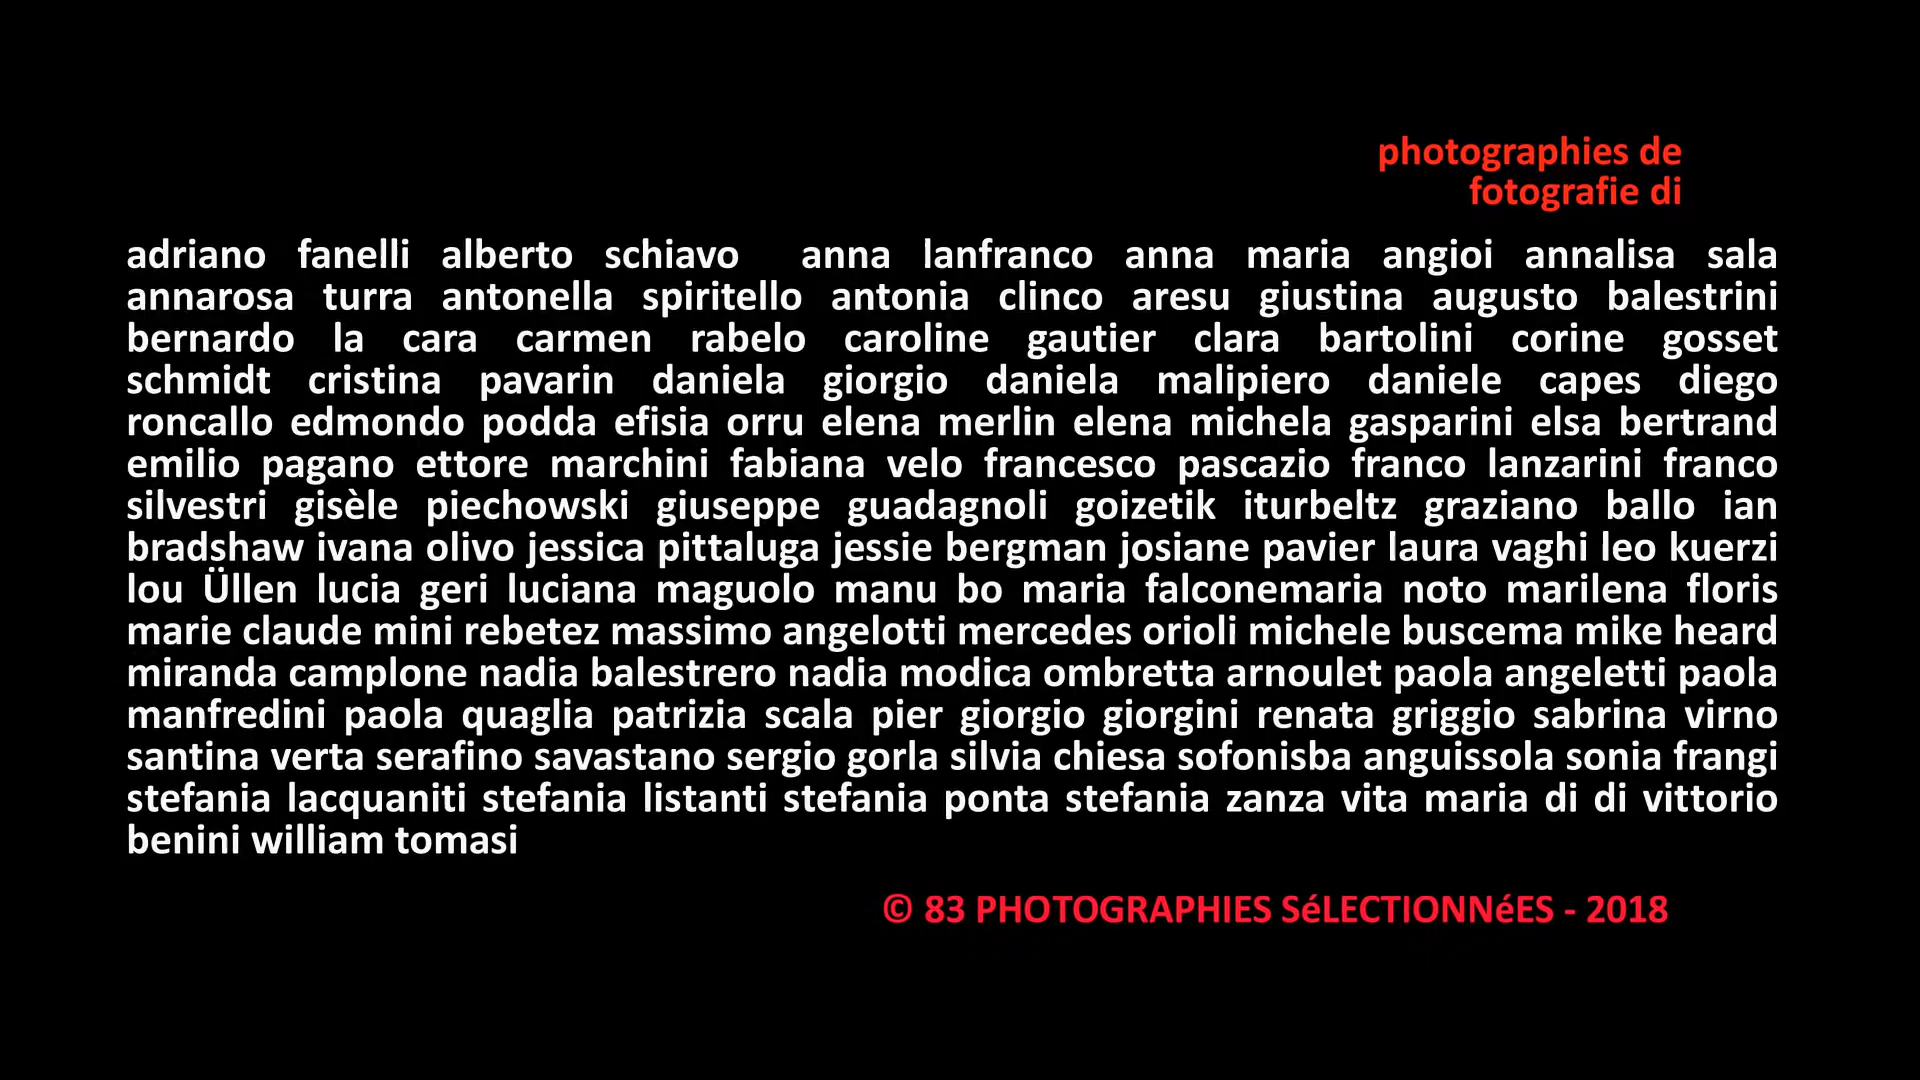 photographies de
fotografie di
adriano fanelli alberto schiavo anna lanfranco anna maria angioi annalisa sala
annarosa turra antonella spiritello antonia clinco aresu giustina augusto balestrini
bernardo la cara carmen rabelo caroline gautier clara bartolini corine gosset
schmidt cristina pavarin daniela giorgio daniela malipiero daniele capes diego
roncallo edmondo podda efisia orru elena merlin elena michela gasparini elsa bertrand
emilio pagano ettore marchini fabiana velo francesco pascazio franco lanzarini franco
silvestri gisèle piechowski giuseppe guadagnoli goizetik iturbeltz graziano ballo ian
bradshaw ivana olivo jessica pittaluga jessie bergman josiane pavier laura vaghi leo kuerzi
lou Üllen lucia geri luciana maguolo manu bo maria falconemaria noto marilena floris
marie claude mini rebetez massimo angelotti mercedes orioli michele buscema mike heard
miranda camplone nadia balestrero nadia modica ombretta arnoulet paola angeletti paola
manfredini paola quaglia patrizia scala pier giorgio giorgini renata griggio sabrina virno
santina verta serafino savastano sergio gorla silvia chiesa sofonisba anguissola sonia frangi
stefania lacquaniti stefania listanti stefania ponta stefania zanza vita maria di di vittorio
benini william tomasi
© 83 PHOTOGRAPHIES SéLECTIONNéES - 2018